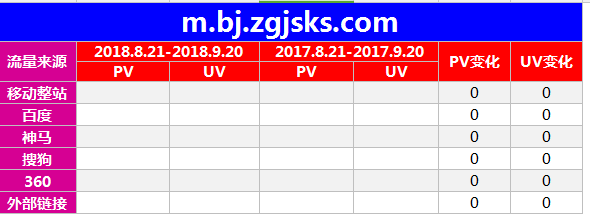 m.bj.zgjsks.com
流量来源 2018.8.21-2018.9.20 2017.8.21-2017.9.20 PV变化 UV变化
PV UV PV UV
移动整站 0 0
百度 0 0
神马 0 0
搜狗 0 0
360 0 0
外部链接 0 0